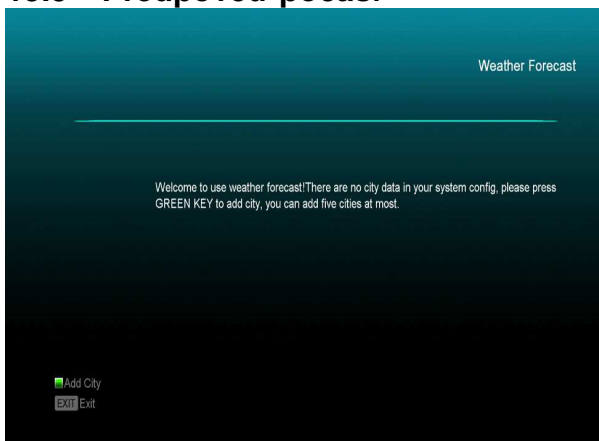 Weather Forecast
Welcome to use weather forecast!There are no city data in your system config, please press
GREEN KEY to add city, you can add five cities at most.
Add City
EXIT Exit